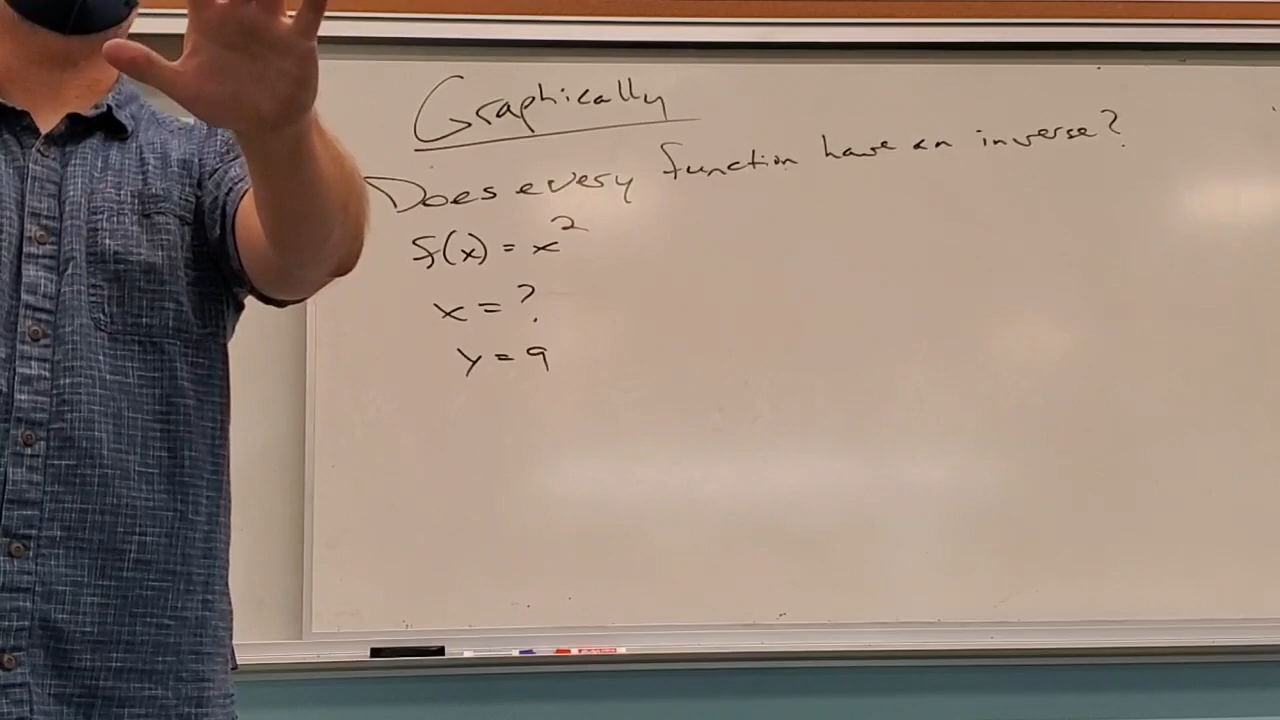 Graphically
Does every function have an inverse?
f(x) = x²
x = ?
y = 9